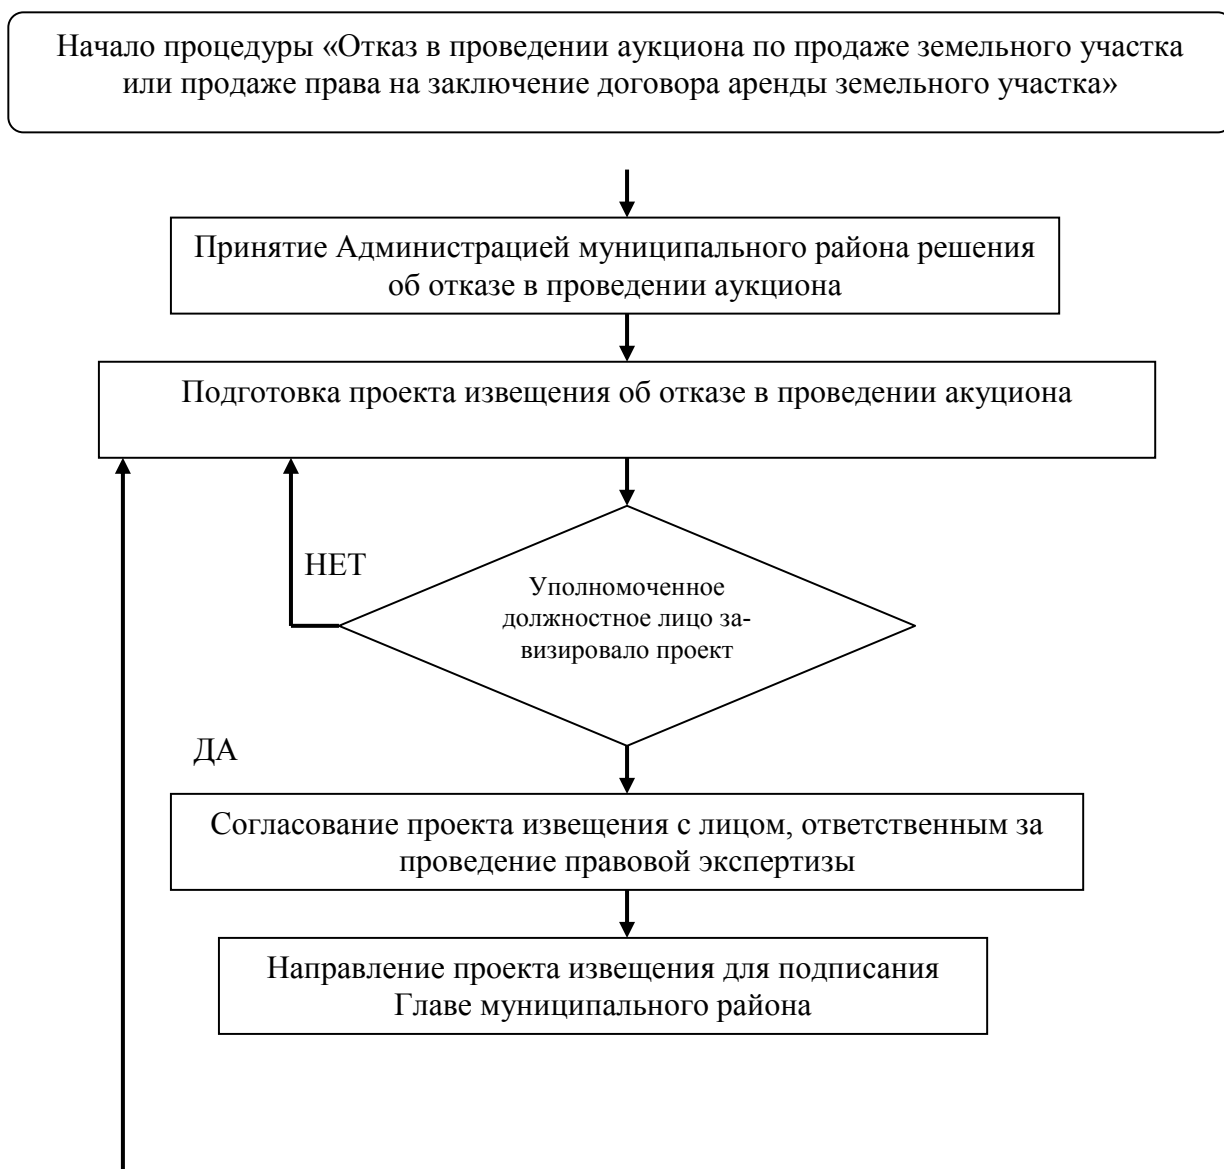 Начало процедуры «Отказ в проведении аукциона по продаже земельного участка
или продаже права на заключение договора аренды земельного участка»
Принятие Администрацией муниципального района решения
об отказе в проведении аукциона
Подготовка проекта извещения об отказе в проведении акуциона
НЕТ
Уполномоченное
должностное лицо за-
визировало проект
ДА
Согласование проекта извещения с лицом, ответственным за
проведение правовой экспертизы
Направление проекта извещения для подписания
Главе муниципального района